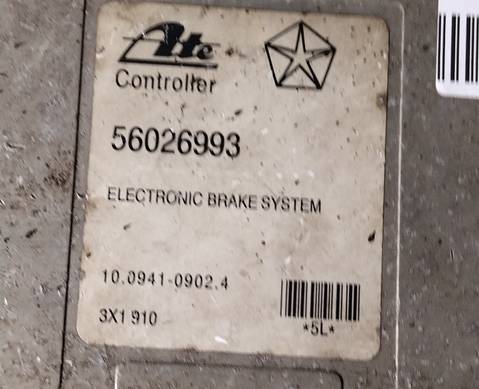 Ate
Controller
56026993
ELECTRONIC BRAKE SYSTEM
10.0941-0902.4
3X1 910
*5L*